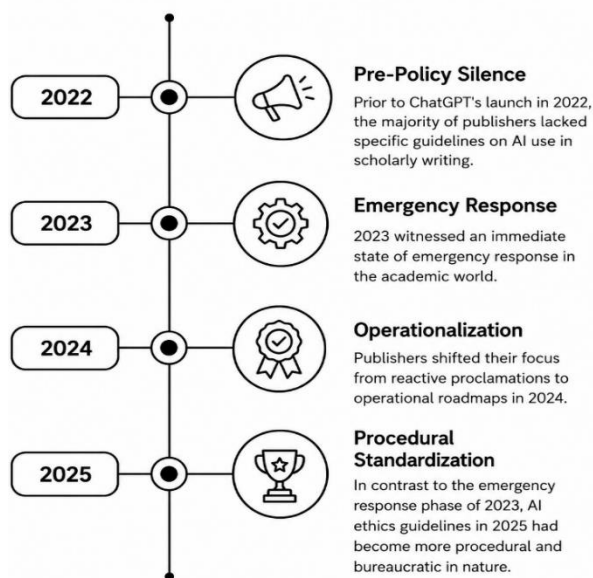 2022
Pre-Policy Silence
Prior to ChatGPT's launch in 2022,
the majority of publishers lacked
specific guidelines on AI use in
scholarly writing.
2023
Emergency Response
2023 witnessed an immediate
state of emergency response in
the academic world.
2024
Operationalization
Publishers shifted their focus
from reactive proclamations to
operational roadmaps in 2024.
2025
Procedural
Standardization
In contrast to the emergency
response phase of 2023, AI
ethics guidelines in 2025 had
become more procedural and
bureaucratic in nature.